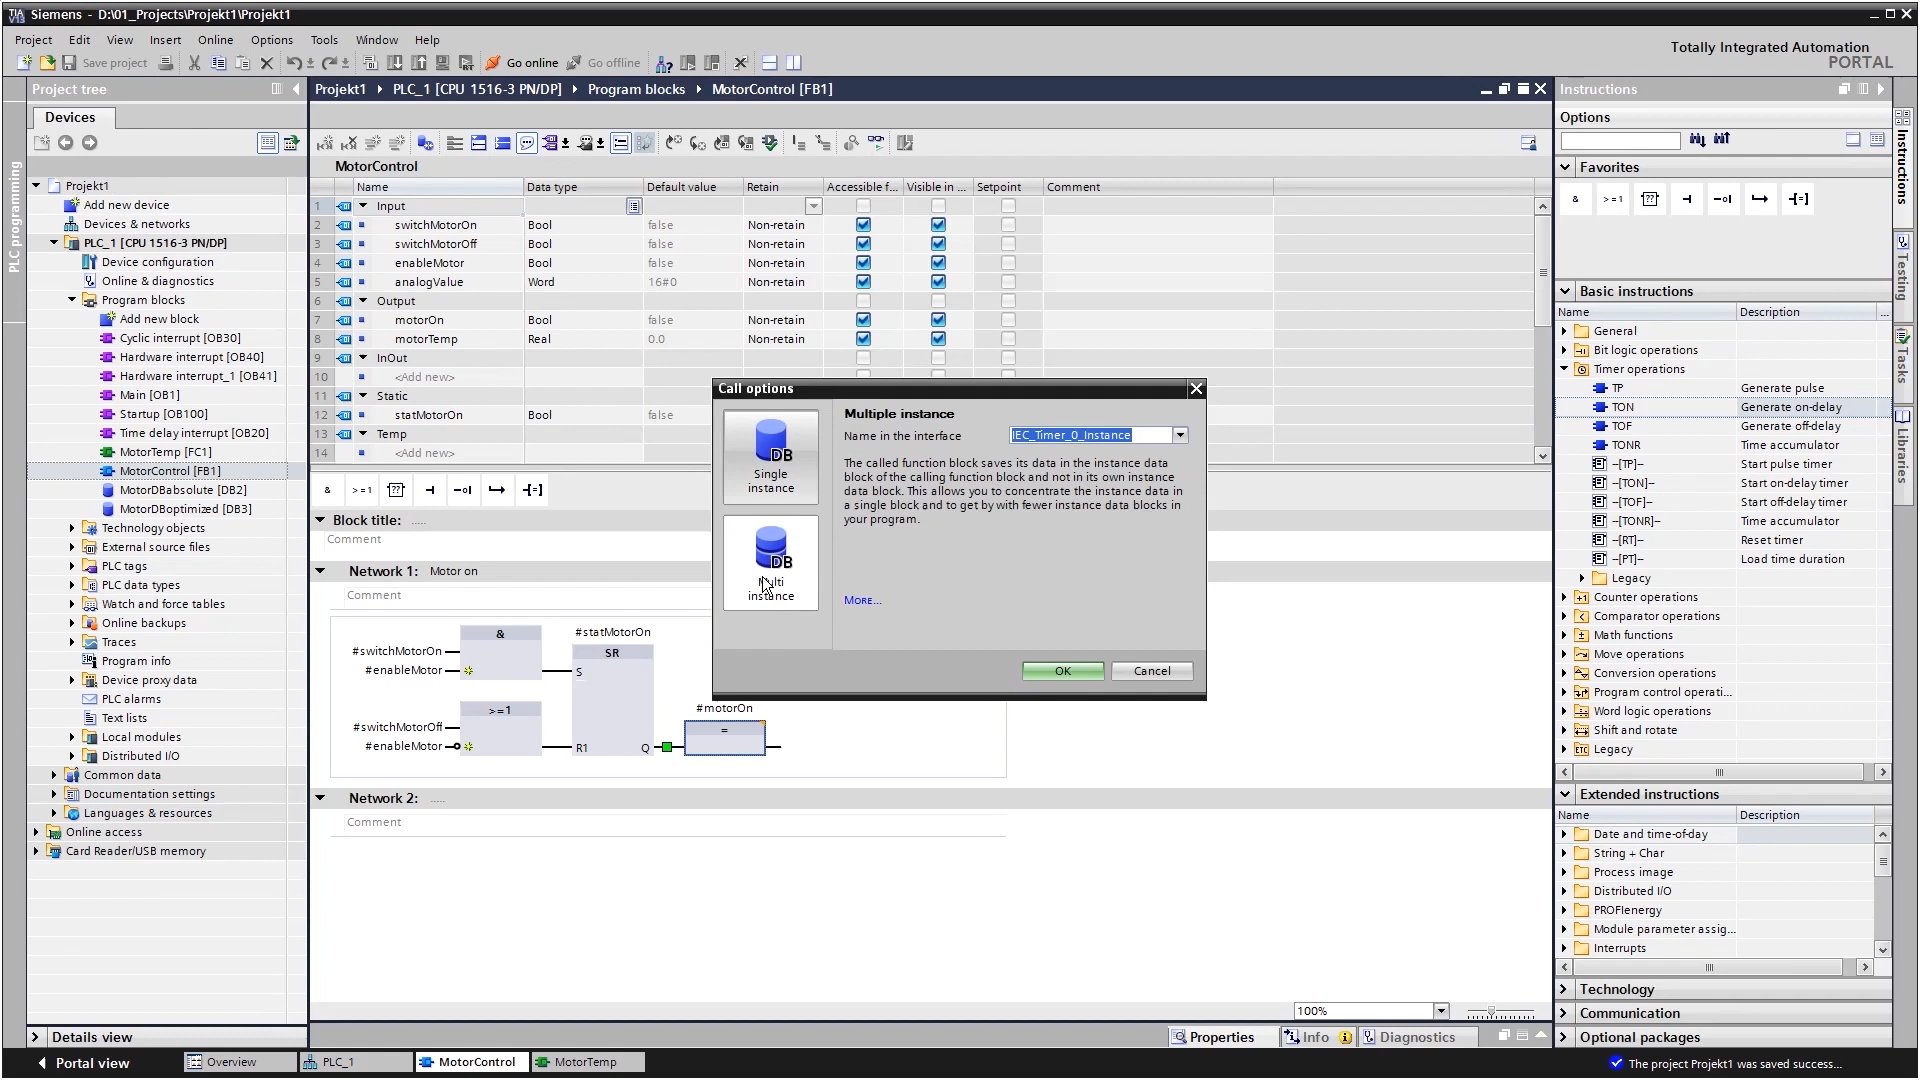 Siemens - D:\01_Projects\Projekt1\Projekt1
Project Edit View Insert Online Options Tools Window Help
Totally Integrated Automation
PORTAL
Save project Go online Go offline
Project tree
Devices
PLC programming
Projekt1
Add new device
Devices & networks
PLC_1 [CPU 1516-3 PN/DP]
Device configuration
Online & diagnostics
Program blocks
Add new block
Cyclic interrupt [OB30]
Hardware interrupt [OB40]
Hardware interrupt_1 [OB41]
Main [OB1]
Startup [OB100]
Time delay interrupt [OB20]
MotorTemp [FC1]
MotorControl [FB1]
MotorDBabsolute [DB2]
MotorDBoptimized [DB3]
Technology objects
External source files
PLC tags
PLC data types
Watch and force tables
Online backups
Traces
Program info
Device proxy data
PLC alarms
Text lists
Local modules
Distributed I/O
Common data
Documentation settings
Languages & resources
Online access
Card Reader/USB memory
Details view
Projekt1 PLC_1 [CPU 1516-3 PN/DP] Program blocks MotorControl [FB1]
MotorControl
Name Data type Default value Retain Accessible f... Visible in ... Setpoint Comment
1 Input
2 switchMotorOn Bool false Non-retain
3 switchMotorOff Bool false Non-retain
4 enableMotor Bool false Non-retain
5 analogValue Word 16#0 Non-retain
6 Output
7 motorOn Bool false Non-retain
8 motorTemp Real 0.0 Non-retain
9 InOut
10 <Add new>
11 Static
12 statMotorOn Bool false
13 Temp
14 <Add new>
& >=1 ?? -o| [=]
Block title: .....
Comment
Network 1: Motor on
Comment
& #statMotorOn
#switchMotorOn SR
#enableMotor S
>=1 #motorOn
#switchMotorOff =
#enableMotor R1 Q
Network 2: .....
Comment
100%
Properties Info Diagnostics
Call options
DB
Single
instance
DB
Multi
instance
Multiple instance
Name in the interface IEC_Timer_0_Instance
The called function block saves its data in the instance data
block of the calling function block and not in its own instance
data block. This allows you to concentrate the instance data in
a single block and to get by with fewer instance data blocks in
your program.
MORE...
OK Cancel
Instructions
Options
Favorites
& >=1 ?? -o| [=]
Basic instructions
Name Description ...
General
Bit logic operations
Timer operations
TP Generate pulse
TON Generate on-delay
TOF Generate off-delay
TONR Time accumulator
-[TP]- Start pulse timer
-[TON]- Start on-delay timer
-[TOF]- Start off-delay timer
-[TONR]- Time accumulator
-[RT]- Reset timer
-[PT]- Load time duration
Legacy
Counter operations
Comparator operations
Math functions
Move operations
Conversion operations
Program control operati...
Word logic operations
Shift and rotate
Legacy
Extended instructions
Name Description
Date and time-of-day
String + Char
Process image
Distributed I/O
PROFIenergy
Module parameter assig...
Interrupts
Technology
Communication
Optional packages
Instructions
Testing
Tasks
Libraries
Portal view Overview PLC_1 MotorControl MotorTemp The project Projekt1 was saved success...